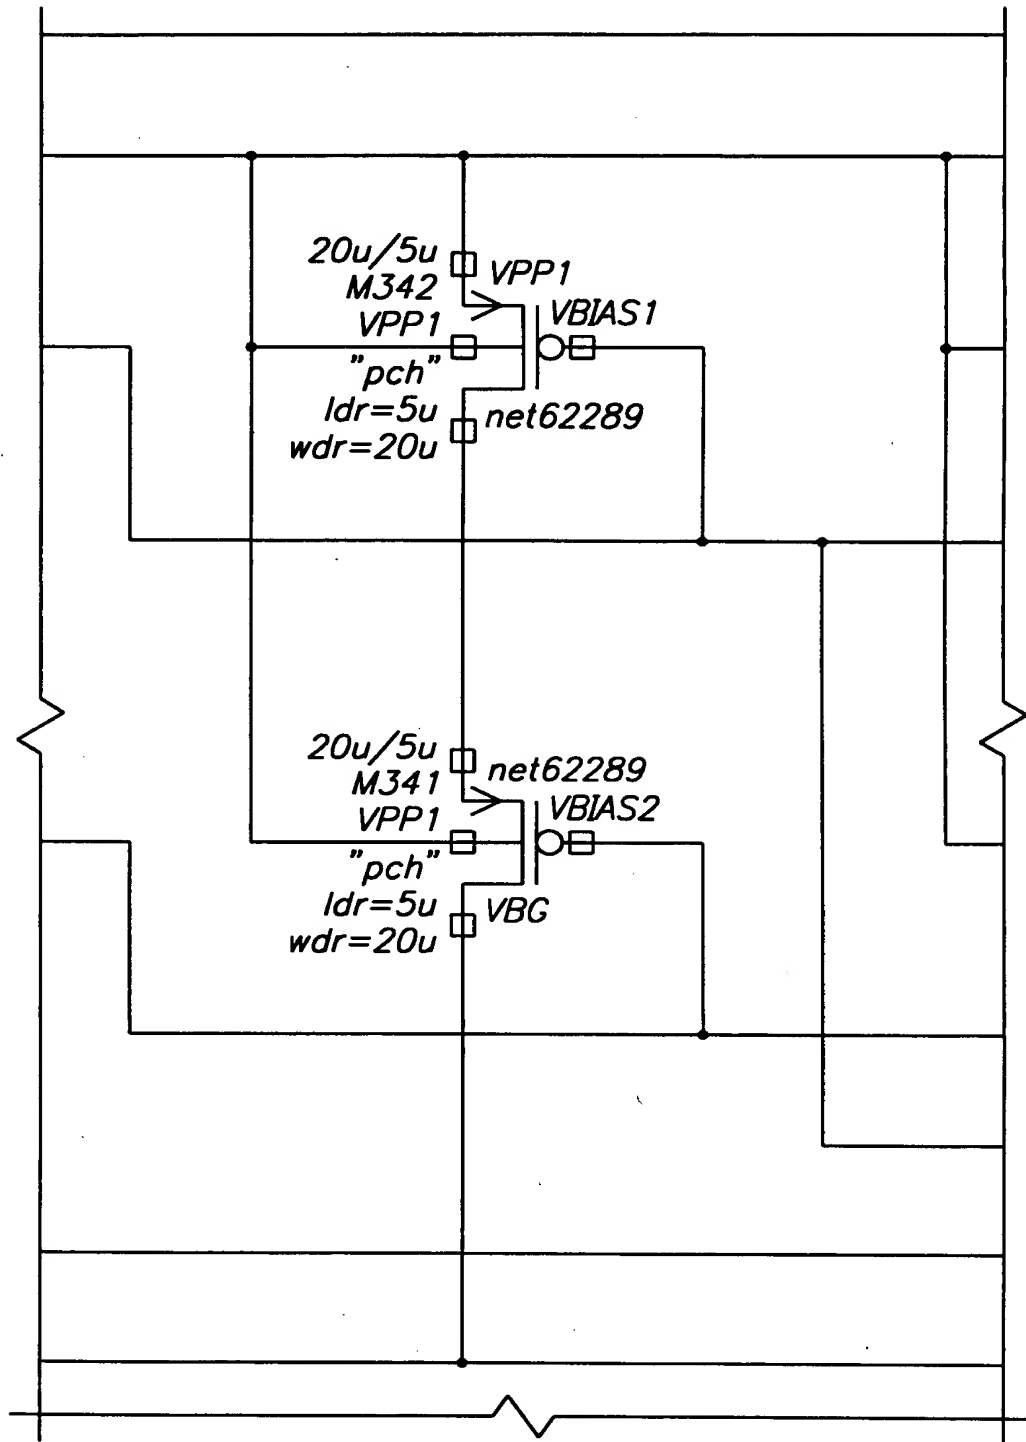 20u/5u
VPP1
M342
VBIAS1
VPP1
"pch"
ldr=5u
net62289
wdr=20u
20u/5u
net62289
M341
VBIAS2
VPP1
"pch"
ldr=5u
VBG
wdr=20u